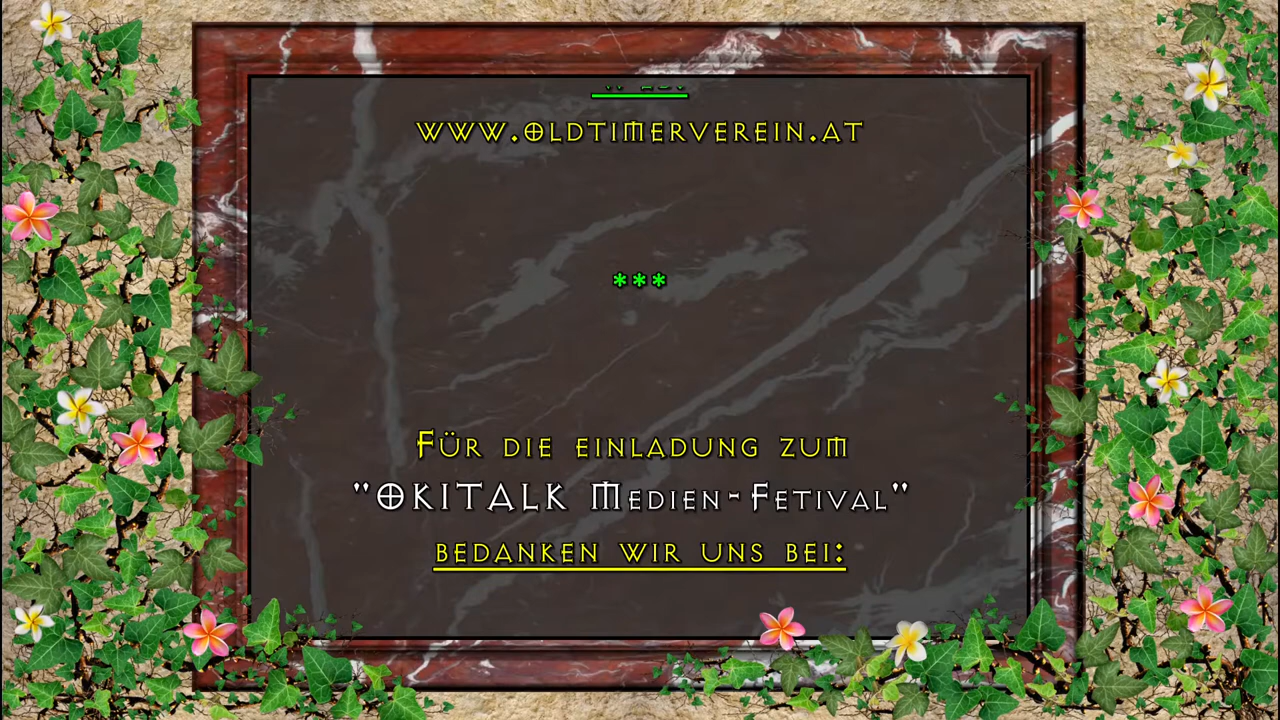 WWW.OLDTIMERVEREIN.AT
***
FÜR DIE EINLADUNG ZUM
"OKITALK MEDIEN-FETIVAL"
BEDANKEN WIR UNS BEI: